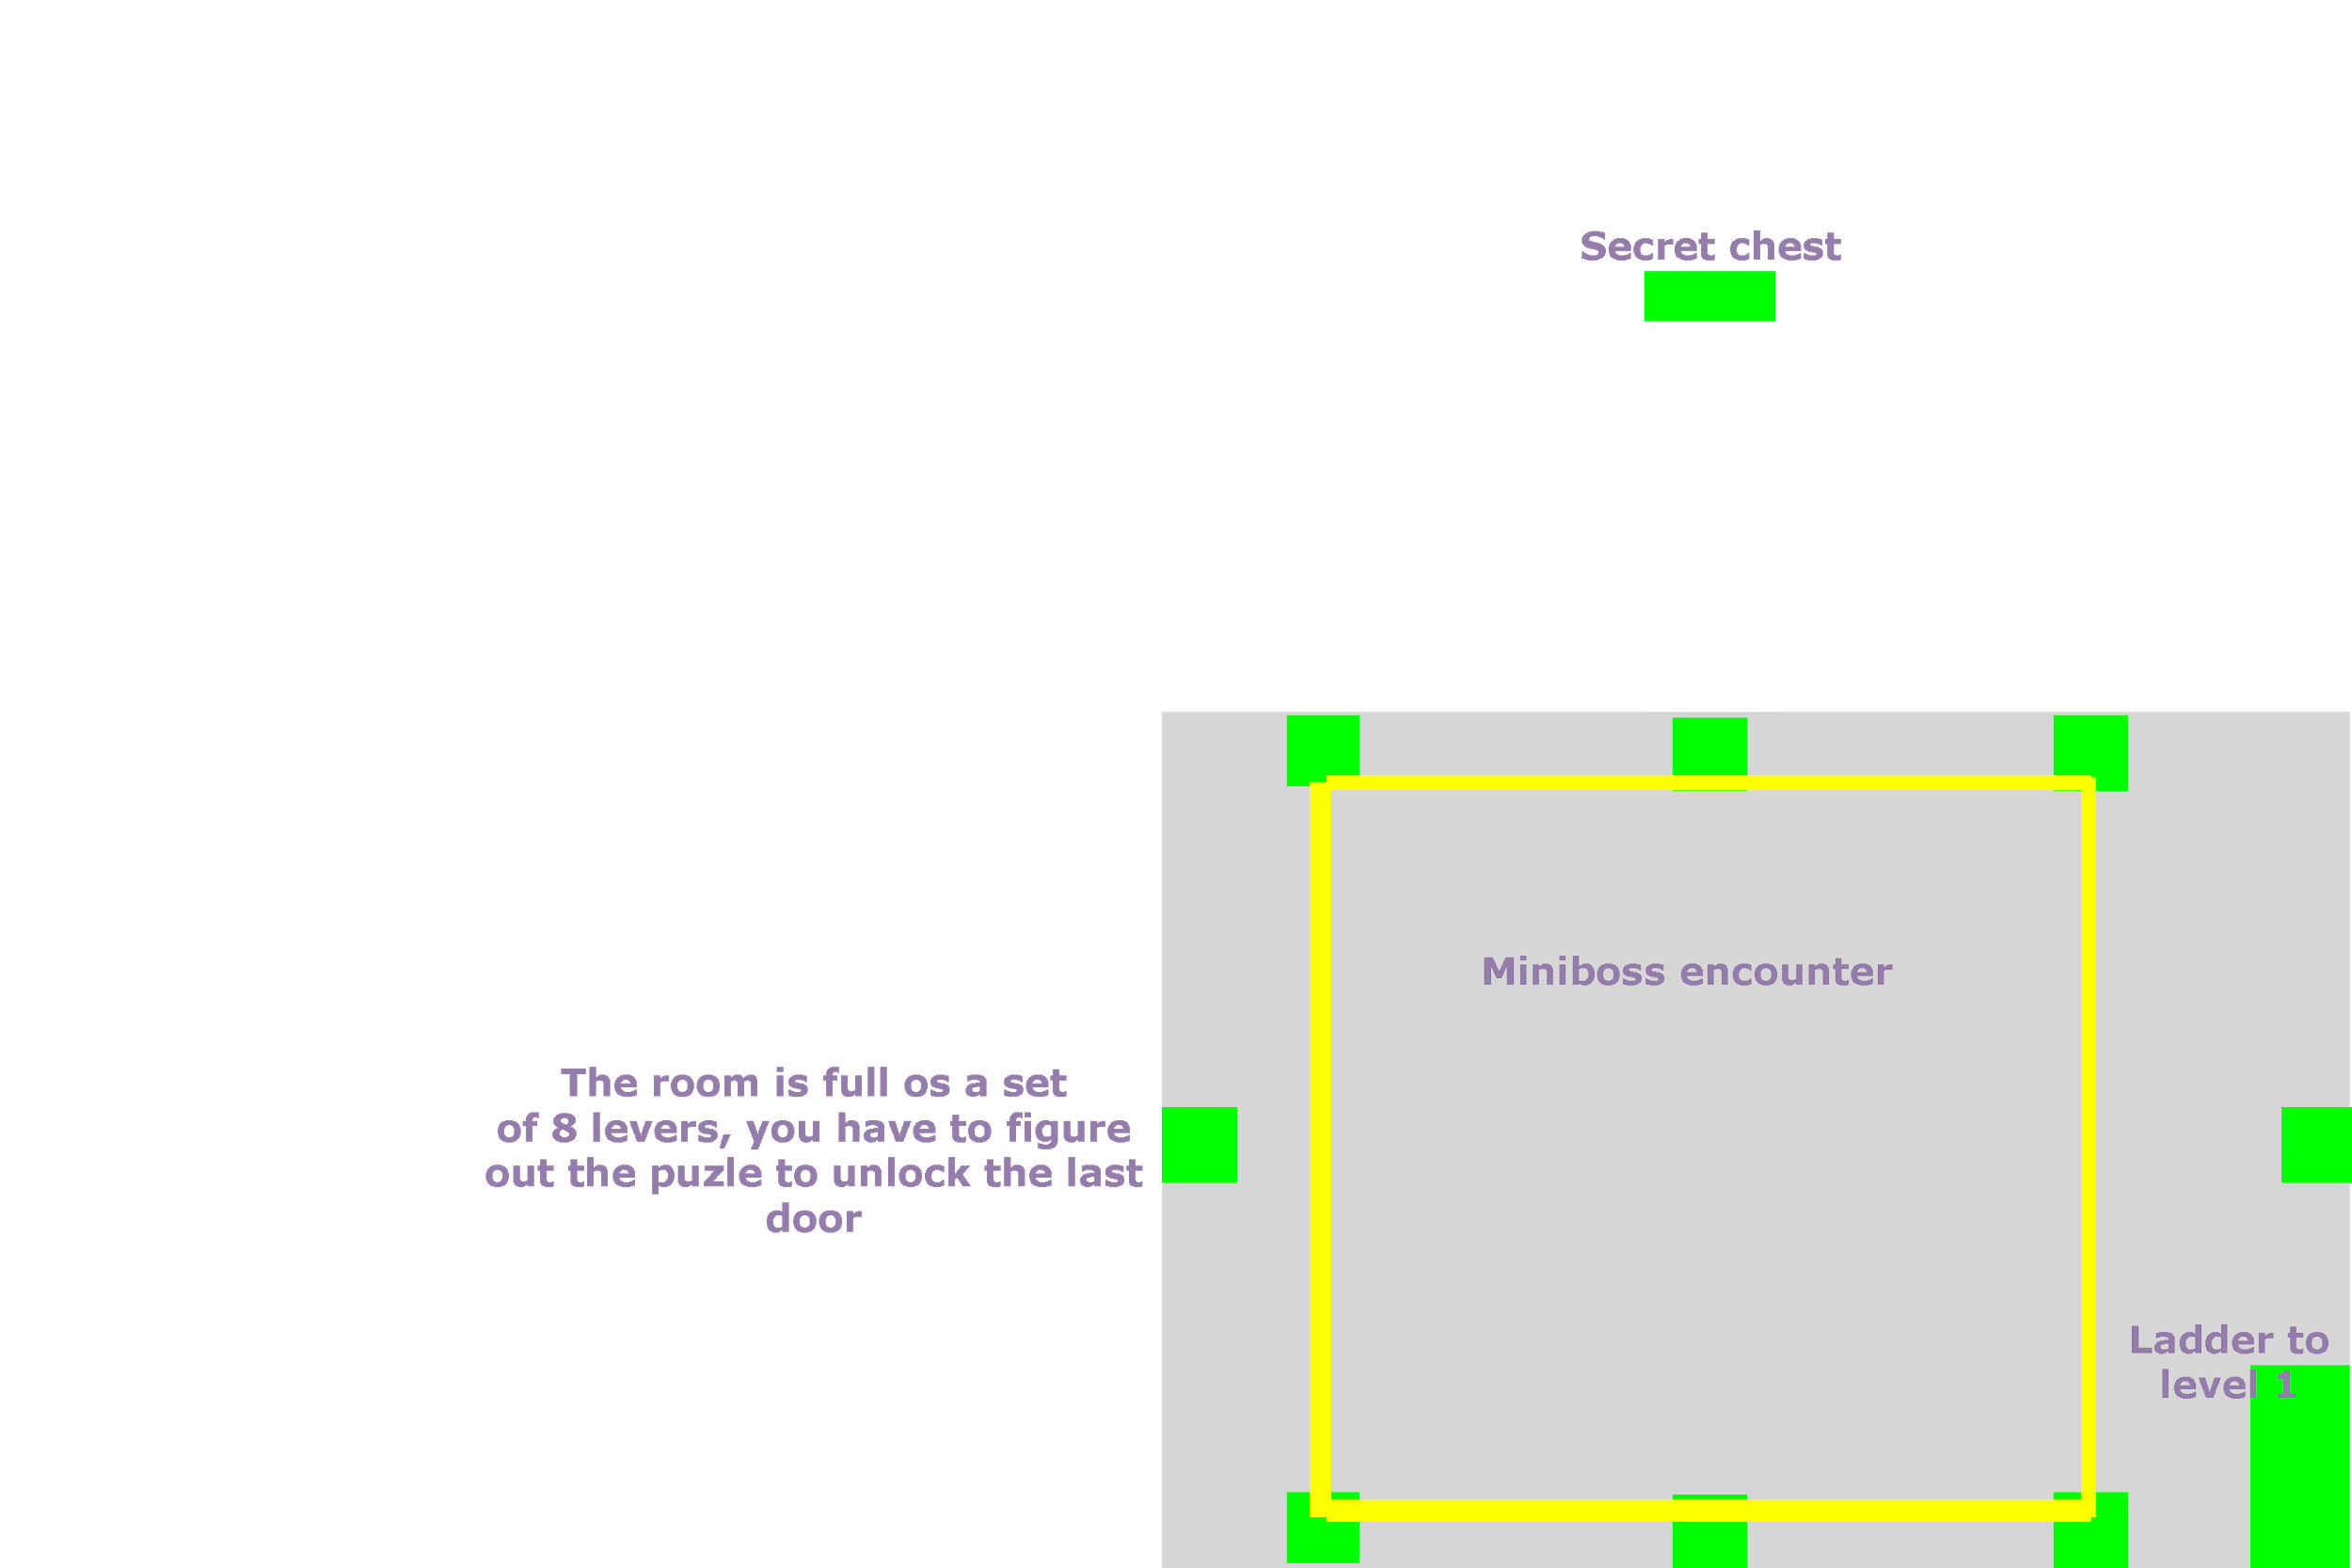 Secret chest
Miniboss encounter
The room is full os a set
of 8 levers, you have to figure
out the puzle to unlock the last
door
Ladder to
level 1